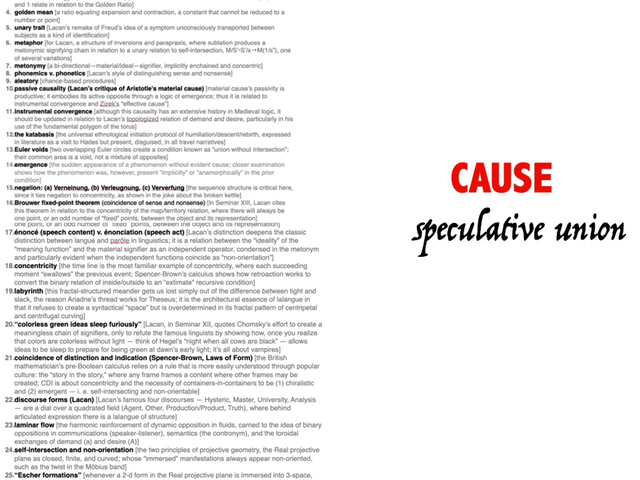 and 1 relate in relation to the Golden Ratio]
4. golden mean [a ratio equating expansion and contraction, a constant that cannot be reduced to a
number or point]
5. unary trait [Lacan's remake of Freud's idea of a symptom unconsciously transported between
subjects as a kind of identification]
6. metaphor [for Lacan, a structure of inversions and parapraxis, where sublation produces a
metonymic signifying chain in relation to a unary relation to self-intersection,
of several variations]
7. metonymy [a bi-directional—material/ideal—signifier, implicitly enchained and concentric]
8. phonemics v. phonetics [Lacan's style of distinguishing sense and nonsense]
9. aleatory [chance-based procedures]
10. passive causality (Lacan's critique of Aristotle's material cause) [material cause's passivity is
productive; it embodies its active opposite through a logic of emergence; thus it is related to
instrumental convergence and Zizek's "effective cause"]
11. instrumental convergence [although this causality has an extensive history in Medieval logic, it
should be updated in relation to Lacan's topologized relation of demand and desire, particularly in his
use of the fundamental polygon of the torus]
12. the katabasis [the universal ethnological initiation protocol of humiliation/descent/rebirth, expressed
in literature as a visit to Hades but present, disguised, in all travel narratives]
13. Euler voids [two overlapping Euler circles create a condition known as "union without intersection";
their common area is a void, not a mixture of opposites]
14. emergence [the sudden appearance of a phenomenon without evident cause; closer examination
shows how the phenomenon was, however, present "implicitly" or "anamorphically" in the prior
condition]
15. negation: (a) Verneinung, (b) Verleugnung, (c) Verwerfung [the sequence structure is critical here,
since it ties negation to concentricity, as shown in the joke about the broken kettle]
16. Brouwer fixed-point theorem (coincidence of sense and nonsense) [In Seminar XIII, Lacan cites
this theorem in relation to the concentricity of the map/territory relation, where there will always be
one point, or an odd number of "fixed" points, between the object and its representation]
one point, or an odd number of "fixed" points, between the object and its representation]
17. énoncé (speech content) v. énonciation (speech act) [Lacan's distinction deepens the classic
distinction between langue and parôle in linguistics; it is a relation between the "ideality" of the
"meaning function" and the material signifier as an independent operator, condensed in the metonym
and particularly evident when the independent functions coincide as "non-orientation"]
18. concentricity [the time line is the most familiar example of concentricity, where each succeeding
moment "swallows" the previous event; Spencer-Brown's calculus shows how retroaction works to
convert the binary relation of inside/outside to an "extimate" recursive condition]
19. labyrinth [this fractal-structured meander gets us lost simply out of the difference between tight and
slack, the reason Ariadne's thread works for Theseus; it is the architectural essence of lalangue in
that it refuses to create a syntactical "space" but is overdetermined in its fractal pattern of centripetal
and centrifugal curving]
20. "colorless green ideas sleep furiously" [Lacan, in Seminar XII, quotes Chomsky's effort to create a
meaningless chain of signifiers, only to refute the famous linguists by showing how, once you realize
that colors are colorless without light — think of Hegel's "night when all cows are black" — allows
ideas to sleep to prepare for being green at dawn's early light; it's all about vampires]
21. coincidence of distinction and indication (Spencer-Brown, Laws of Form) [the British
mathematician's pre-Boolean calculus relies on a rule that is more easily understood through popular
culture; the "story in the story," where any frame frames a content where other frames may be
created; CDI is about concentricity and the necessity of containers-in-containers to be (1) chiralistic
and (2) emergent — i. e. self-intersecting and non-orientable]
22. discourse forms (Lacan) [Lacan's famous four discourses — Hysteric, Master, University, Analysis
— are a dial over a quadrated field (Agent, Other, Production/Product, Truth), where behind
articulated expression there is a lalangue of structure]
23. laminar flow [the harmonic reinforcement of dynamic opposition in fluids, carried to the idea of binary
oppositions in communication (speaker-listener), semantics (the contronym), and the toroidal
exchanges of demand (a) and desire (A)]
24. self-intersection and non-orientation [the two principles of projective geometry, the Real projective
plane as closed, finite, and curved; whose "immersed" manifestations always appear non-oriented,
such as the twist in the Möbius band]
25. "Escher formations" [whenever a 2-d form in the Real projective plane is immersed into 3-space,
CAUSE
speculative union